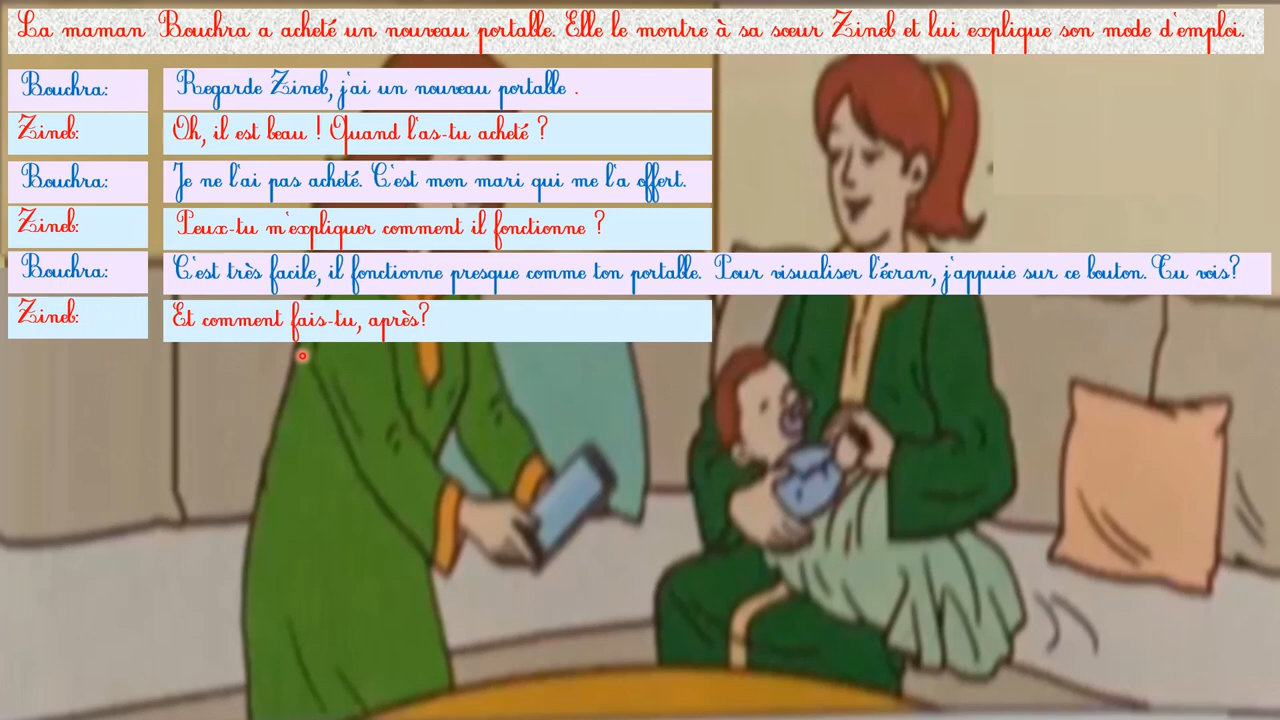 La maman Bouchra a acheté un nouveau portable. Elle le montre à sa sœur Zineb et lui explique son mode d'emploi.
Bouchra: Regarde Zineb, j'ai un nouveau portable .
Zineb: Oh, il est beau ! Quand l'as-tu acheté ?
Bouchra: Je ne l'ai pas acheté. C'est mon mari qui me l'a offert.
Zineb: Peux-tu m'expliquer comment il fonctionne ?
Bouchra: C'est très facile, il fonctionne presque comme ton portable. Pour visualiser l'écran, j'appuie sur ce bouton. Tu vois?
Zineb: Et comment fais-tu, après?